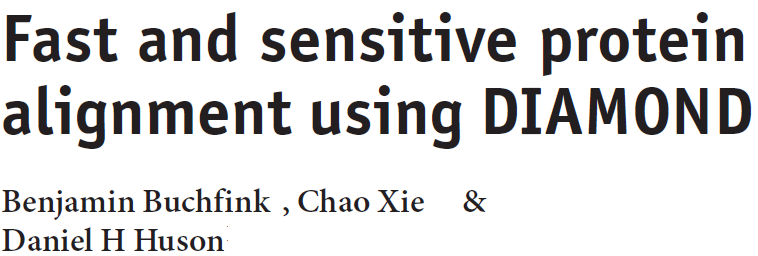 Fast and sensitive protein
alignment using DIAMOND
Benjamin Buchfink , Chao Xie &
Daniel H Huson